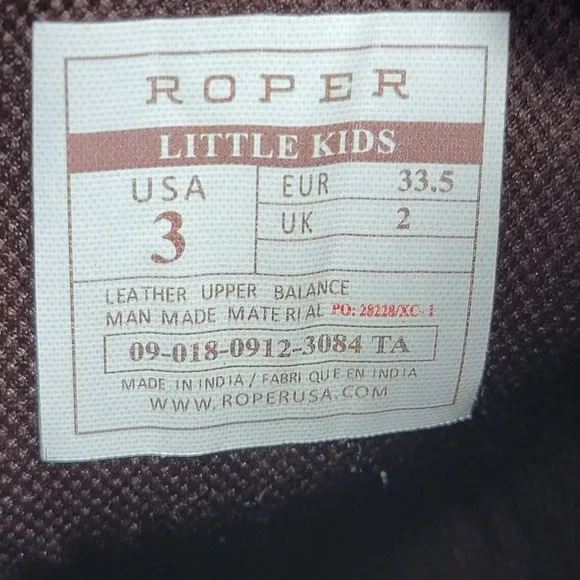 ROPER
LITTLE KIDS
USA
3
EUR 33.5
UK 2
LEATHER UPPER BALANCE
MAN MADE MATERIAL PO: 28228/XC- 1
09-018-0912-3084 TA
MADE IN INDIA / FABRI QUE EN INDIA
WWW.ROPERUSA.COM